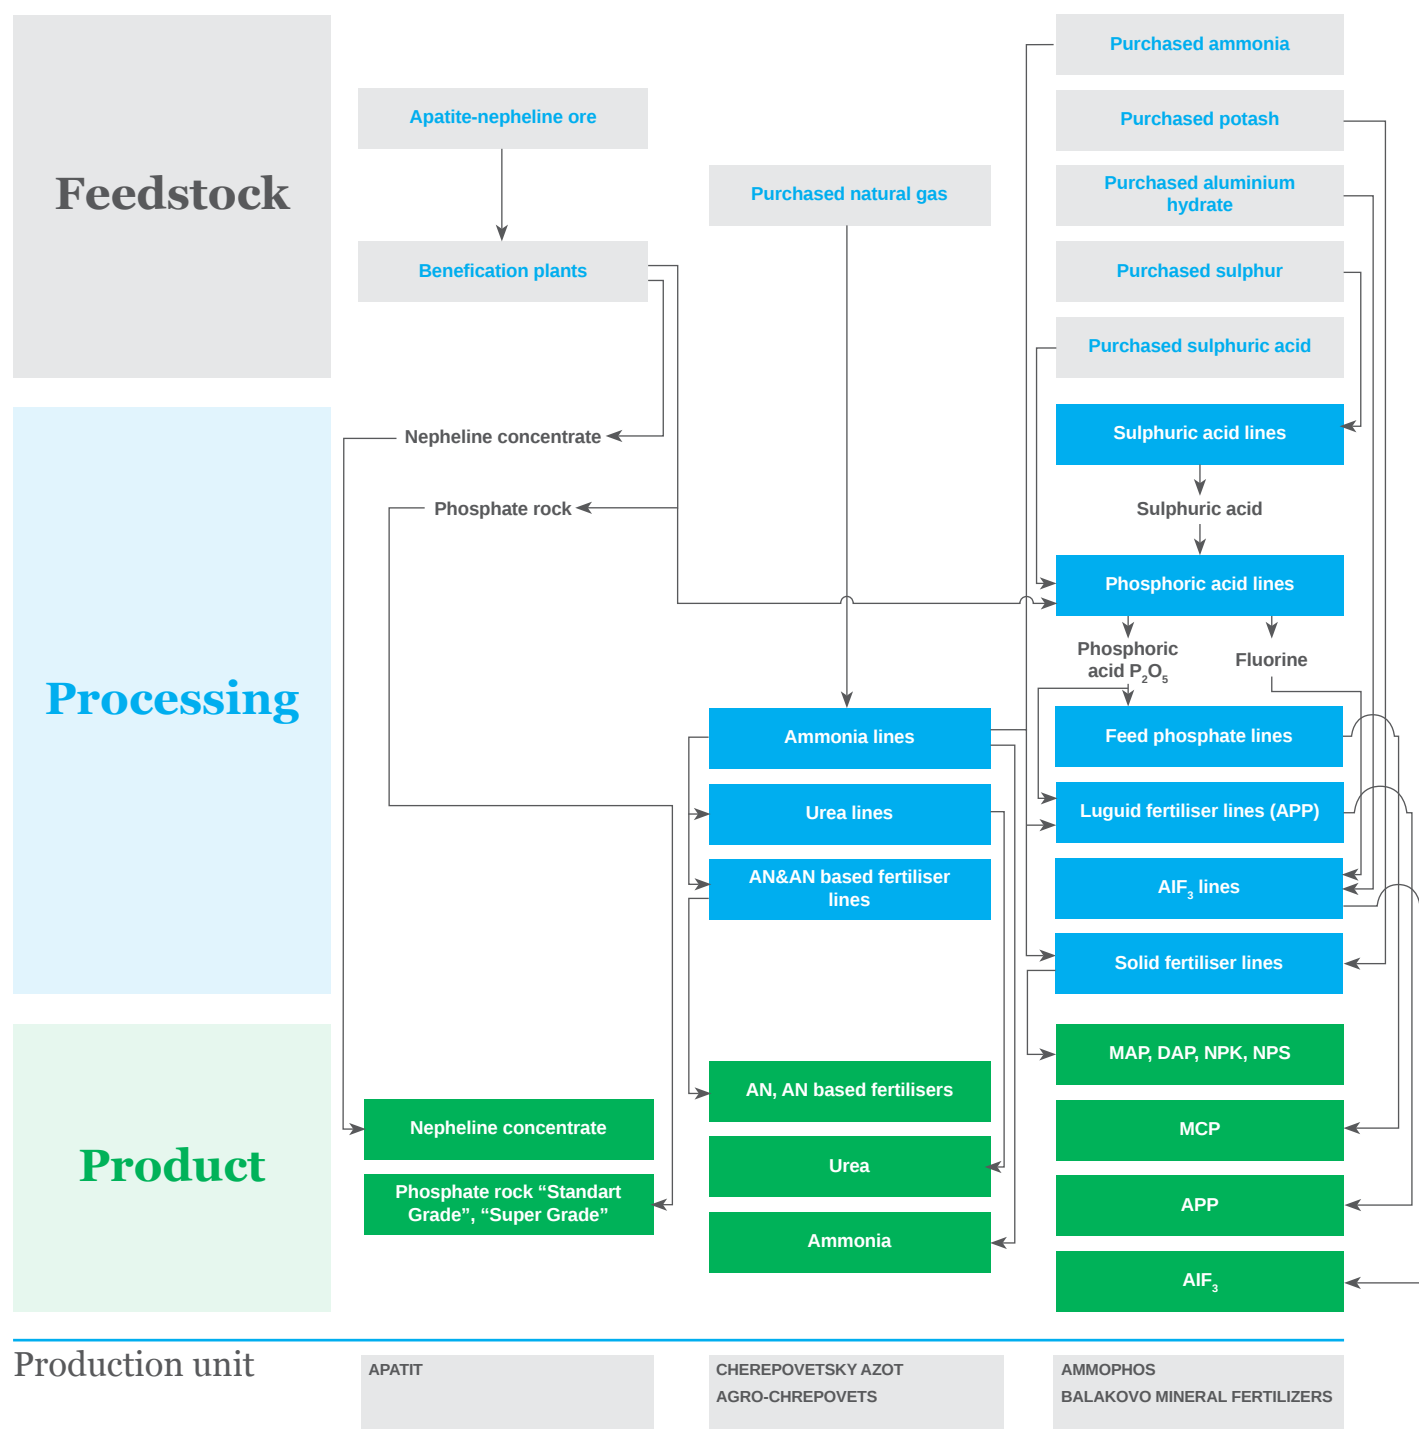 Feedstock
Apatite-nepheline ore
Benefication plants
Purchased natural gas
Purchased ammonia
Purchased potash
Purchased aluminium
hydrate
Purchased sulphur
Purchased sulphuric acid
Processing
Nepheline concentrate
Phosphate rock
Ammonia lines
Urea lines
AN&AN based fertiliser
lines
Sulphuric acid lines
Sulphuric acid
Phosphoric acid lines
Phosphoric
acid P₂O₅
Fluorine
Feed phosphate lines
Luguid fertiliser lines (APP)
AIF₃ lines
Solid fertiliser lines
Product
Nepheline concentrate
Phosphate rock “Standart
Grade”, “Super Grade”
AN, AN based fertilisers
Urea
Ammonia
MAP, DAP, NPK, NPS
MCP
APP
AIF₃
Production unit
APATIT
CHEREPOVETSKY AZOT
AGRO-CHREPOVETS
AMMOPHOS
BALAKOVO MINERAL FERTILIZERS